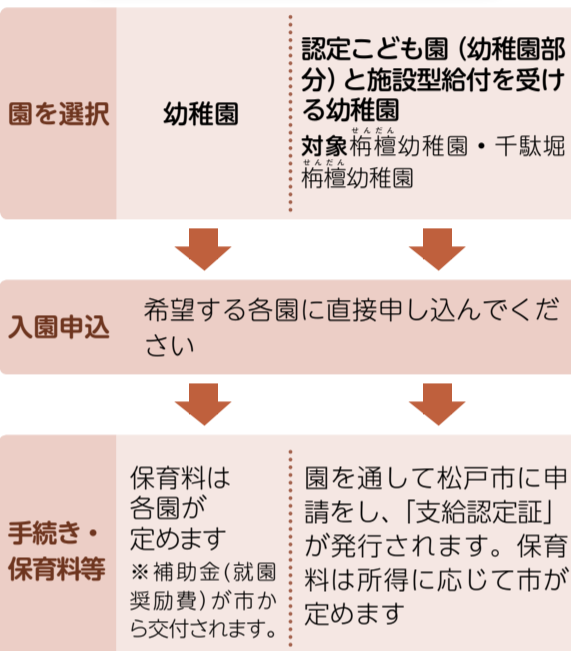 園を選択
幼稚園
認定こども園（幼稚園部
分）と施設型給付を受け
る幼稚園
せんだん
対象栴檀幼稚園・千駄堀
せんだん
栴檀幼稚園
入園申込
希望する各園に直接申し込んでくだ
さい
手続き・
保育料等
保育料は
各園が
定めます
※補助金(就園
奨励費)が市か
ら交付されます。
園を通して松戸市に申
請をし、「支給認定証」
が発行されます。保育
料は所得に応じて市が
定めます